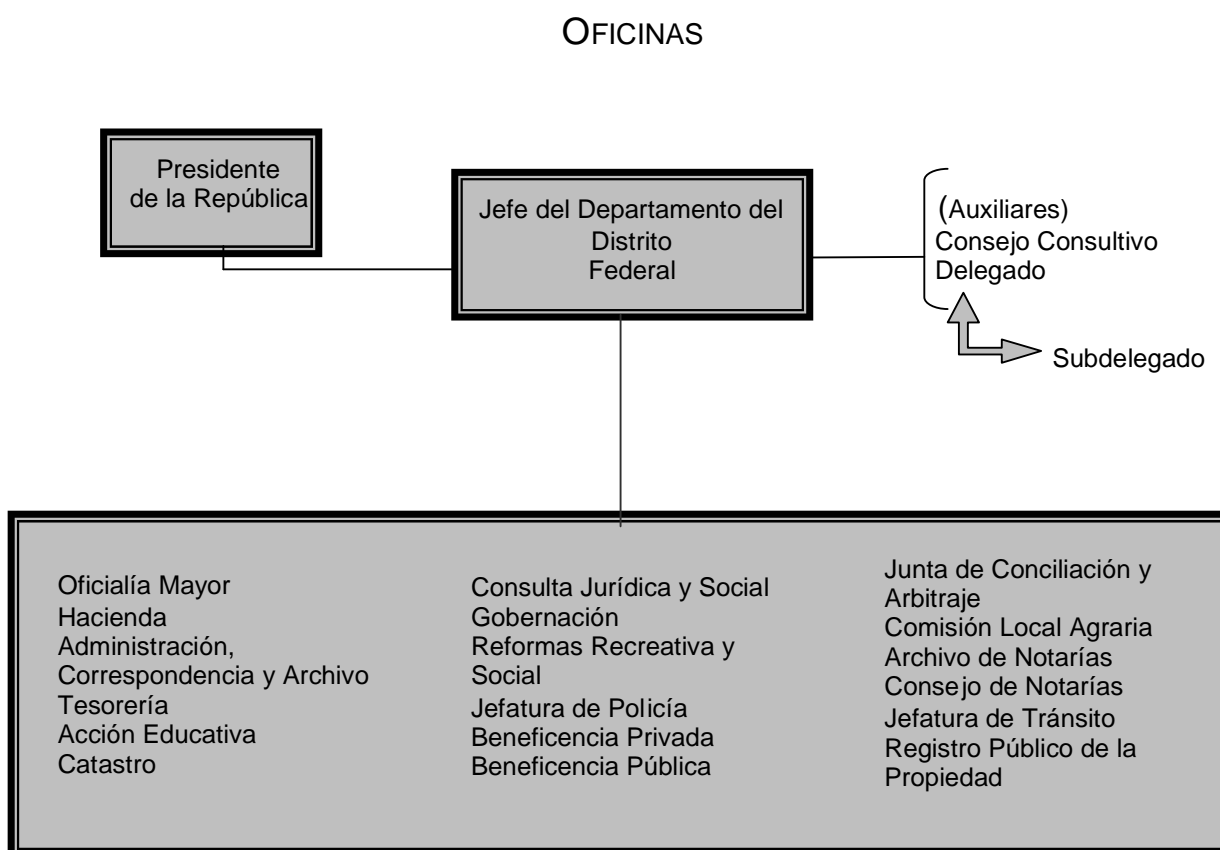 OFICINAS
Presidente
de la República
Jefe del Departamento del
Distrito
Federal
(Auxiliares)
Consejo Consultivo
Delegado
Subdelegado
Oficialía Mayor
Hacienda
Administración,
Correspondencia y Archivo
Tesorería
Acción Educativa
Catastro
Consulta Jurídica y Social
Gobernación
Reformas Recreativa y
Social
Jefatura de Policía
Beneficencia Privada
Beneficencia Pública
Junta de Conciliación y
Arbitraje
Comisión Local Agraria
Archivo de Notarías
Consejo de Notarías
Jefatura de Tránsito
Registro Público de la
Propiedad